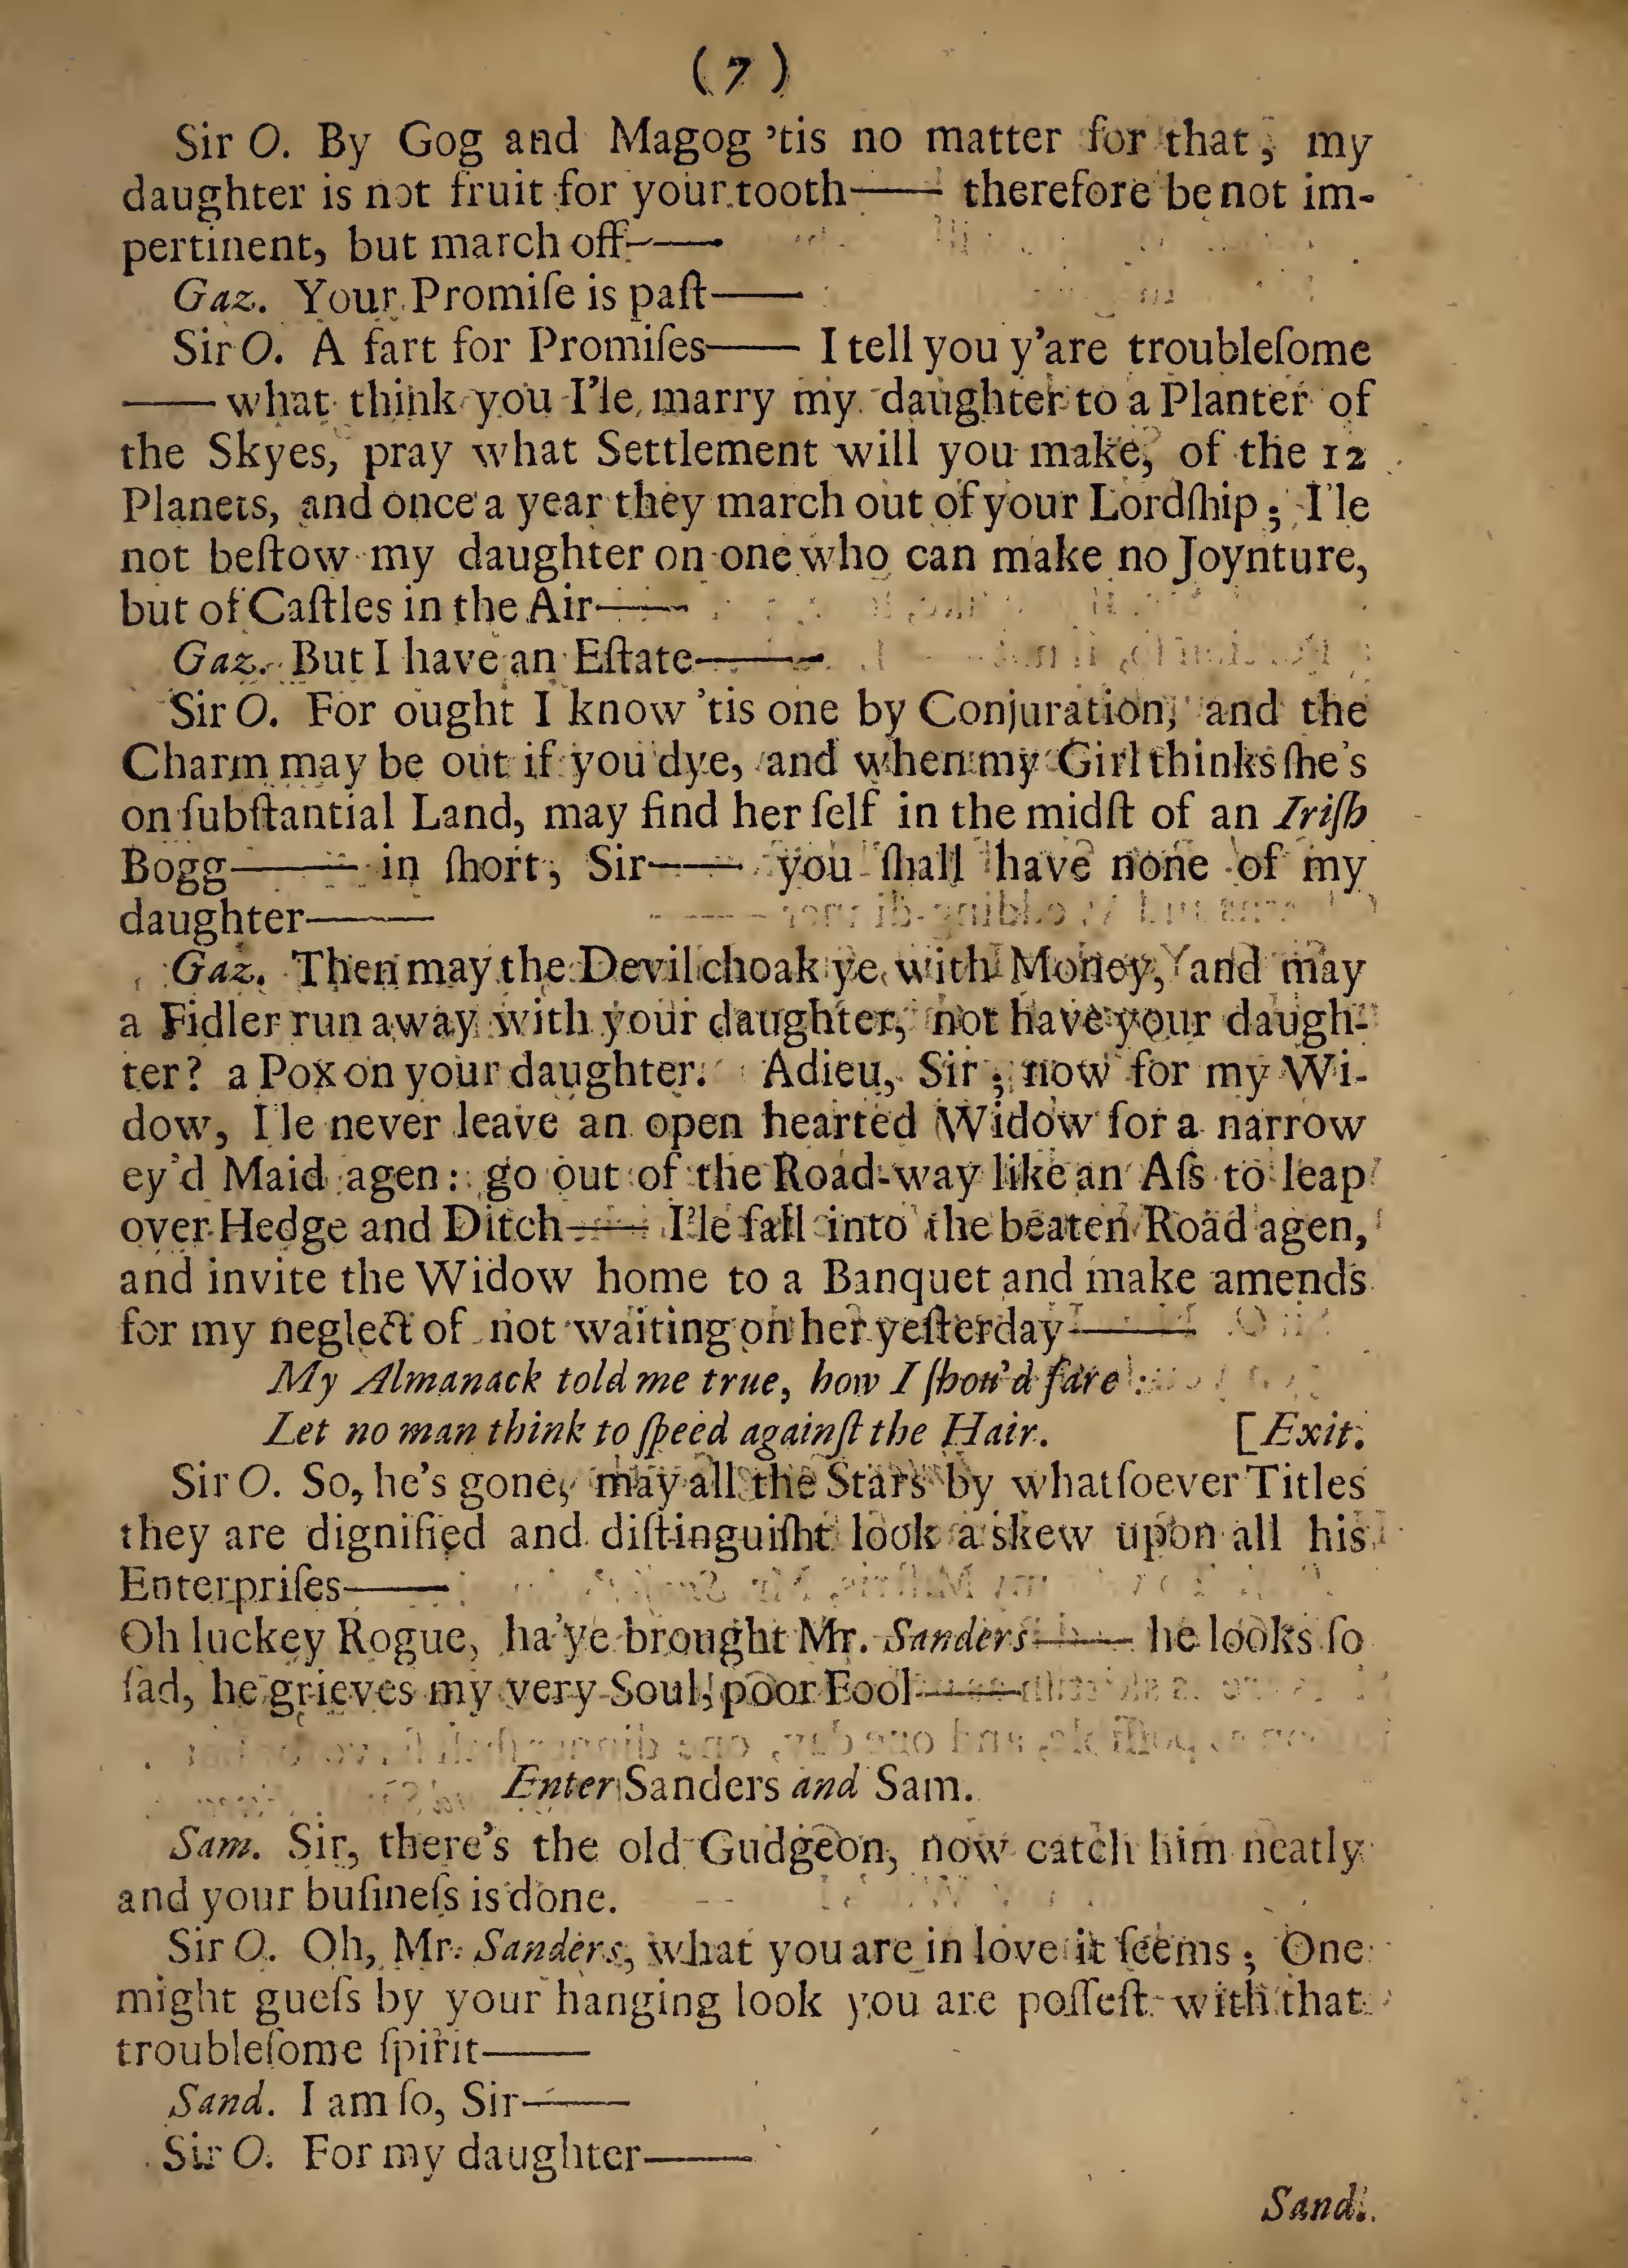 (7)
Sir O. By Gog and Magog 'tis no matter for that, my
daughter is not fruit for your tooth—— therefore be not im-
pertinent, but march off——
Gaz. Your Promiſe is paſt——
Sir O. A fart for Promiſes—— I tell you y'are troubleſome
—— what think you I'le marry my daughter to a Planter of
the Skyes, pray what Settlement will you make, of the 12
Planets, and once a year they march out of your Lordſhip; I'le
not beſtow my daughter on one who can make no Joynture,
but of Caſtles in the Air——
Gaz. But I have an Eſtate——
Sir O. For ought I know 'tis one by Conjuration, and the
Charm may be out if you dye, and when my Girl thinks ſhe's
on ſubſtantial Land, may find her ſelf in the midſt of an Iriſh
Bogg—— in ſhort, Sir—— you ſhall have none of my
daughter——
Gaz. Then may the Devil choak ye with Money, and may
a Fidler run away with your daughter, not have your daugh-
ter? a Pox on your daughter. Adieu, Sir; now for my Wi-
dow, I'le never leave an open hearted Widow for a narrow
ey'd Maid agen: go out of the Road-way like an Aſs to leap
over Hedge and Ditch—— I'le fall into the beaten Road agen,
and invite the Widow home to a Banquet and make amends
for my neglect of not waiting on her yeſterday——
My Almanack told me true, how I ſhou'd fare:
Let no man think to ſpeed againſt the Hair. [Exit.
Sir O. So, he's gone, may all the Stars by whatſoever Titles
they are dignified and diſtinguiſht look a skew upon all his
Enterpriſes——
Oh luckey Rogue, ha'ye brought Mr. Sanders—— he looks ſo
ſad, he grieves my very Soul, poor Fool——
Enter Sanders and Sam.
Sam. Sir, there's the old Gudgeon, now catch him neatly
and your buſineſs is done.
Sir O. Oh, Mr. Sanders, what you are in love it ſeems; One
might gueſs by your hanging look you are poſſeſt with that
troubleſome ſpirit——
Sand. I am ſo, Sir——
Sir O. For my daughter——
Sand.